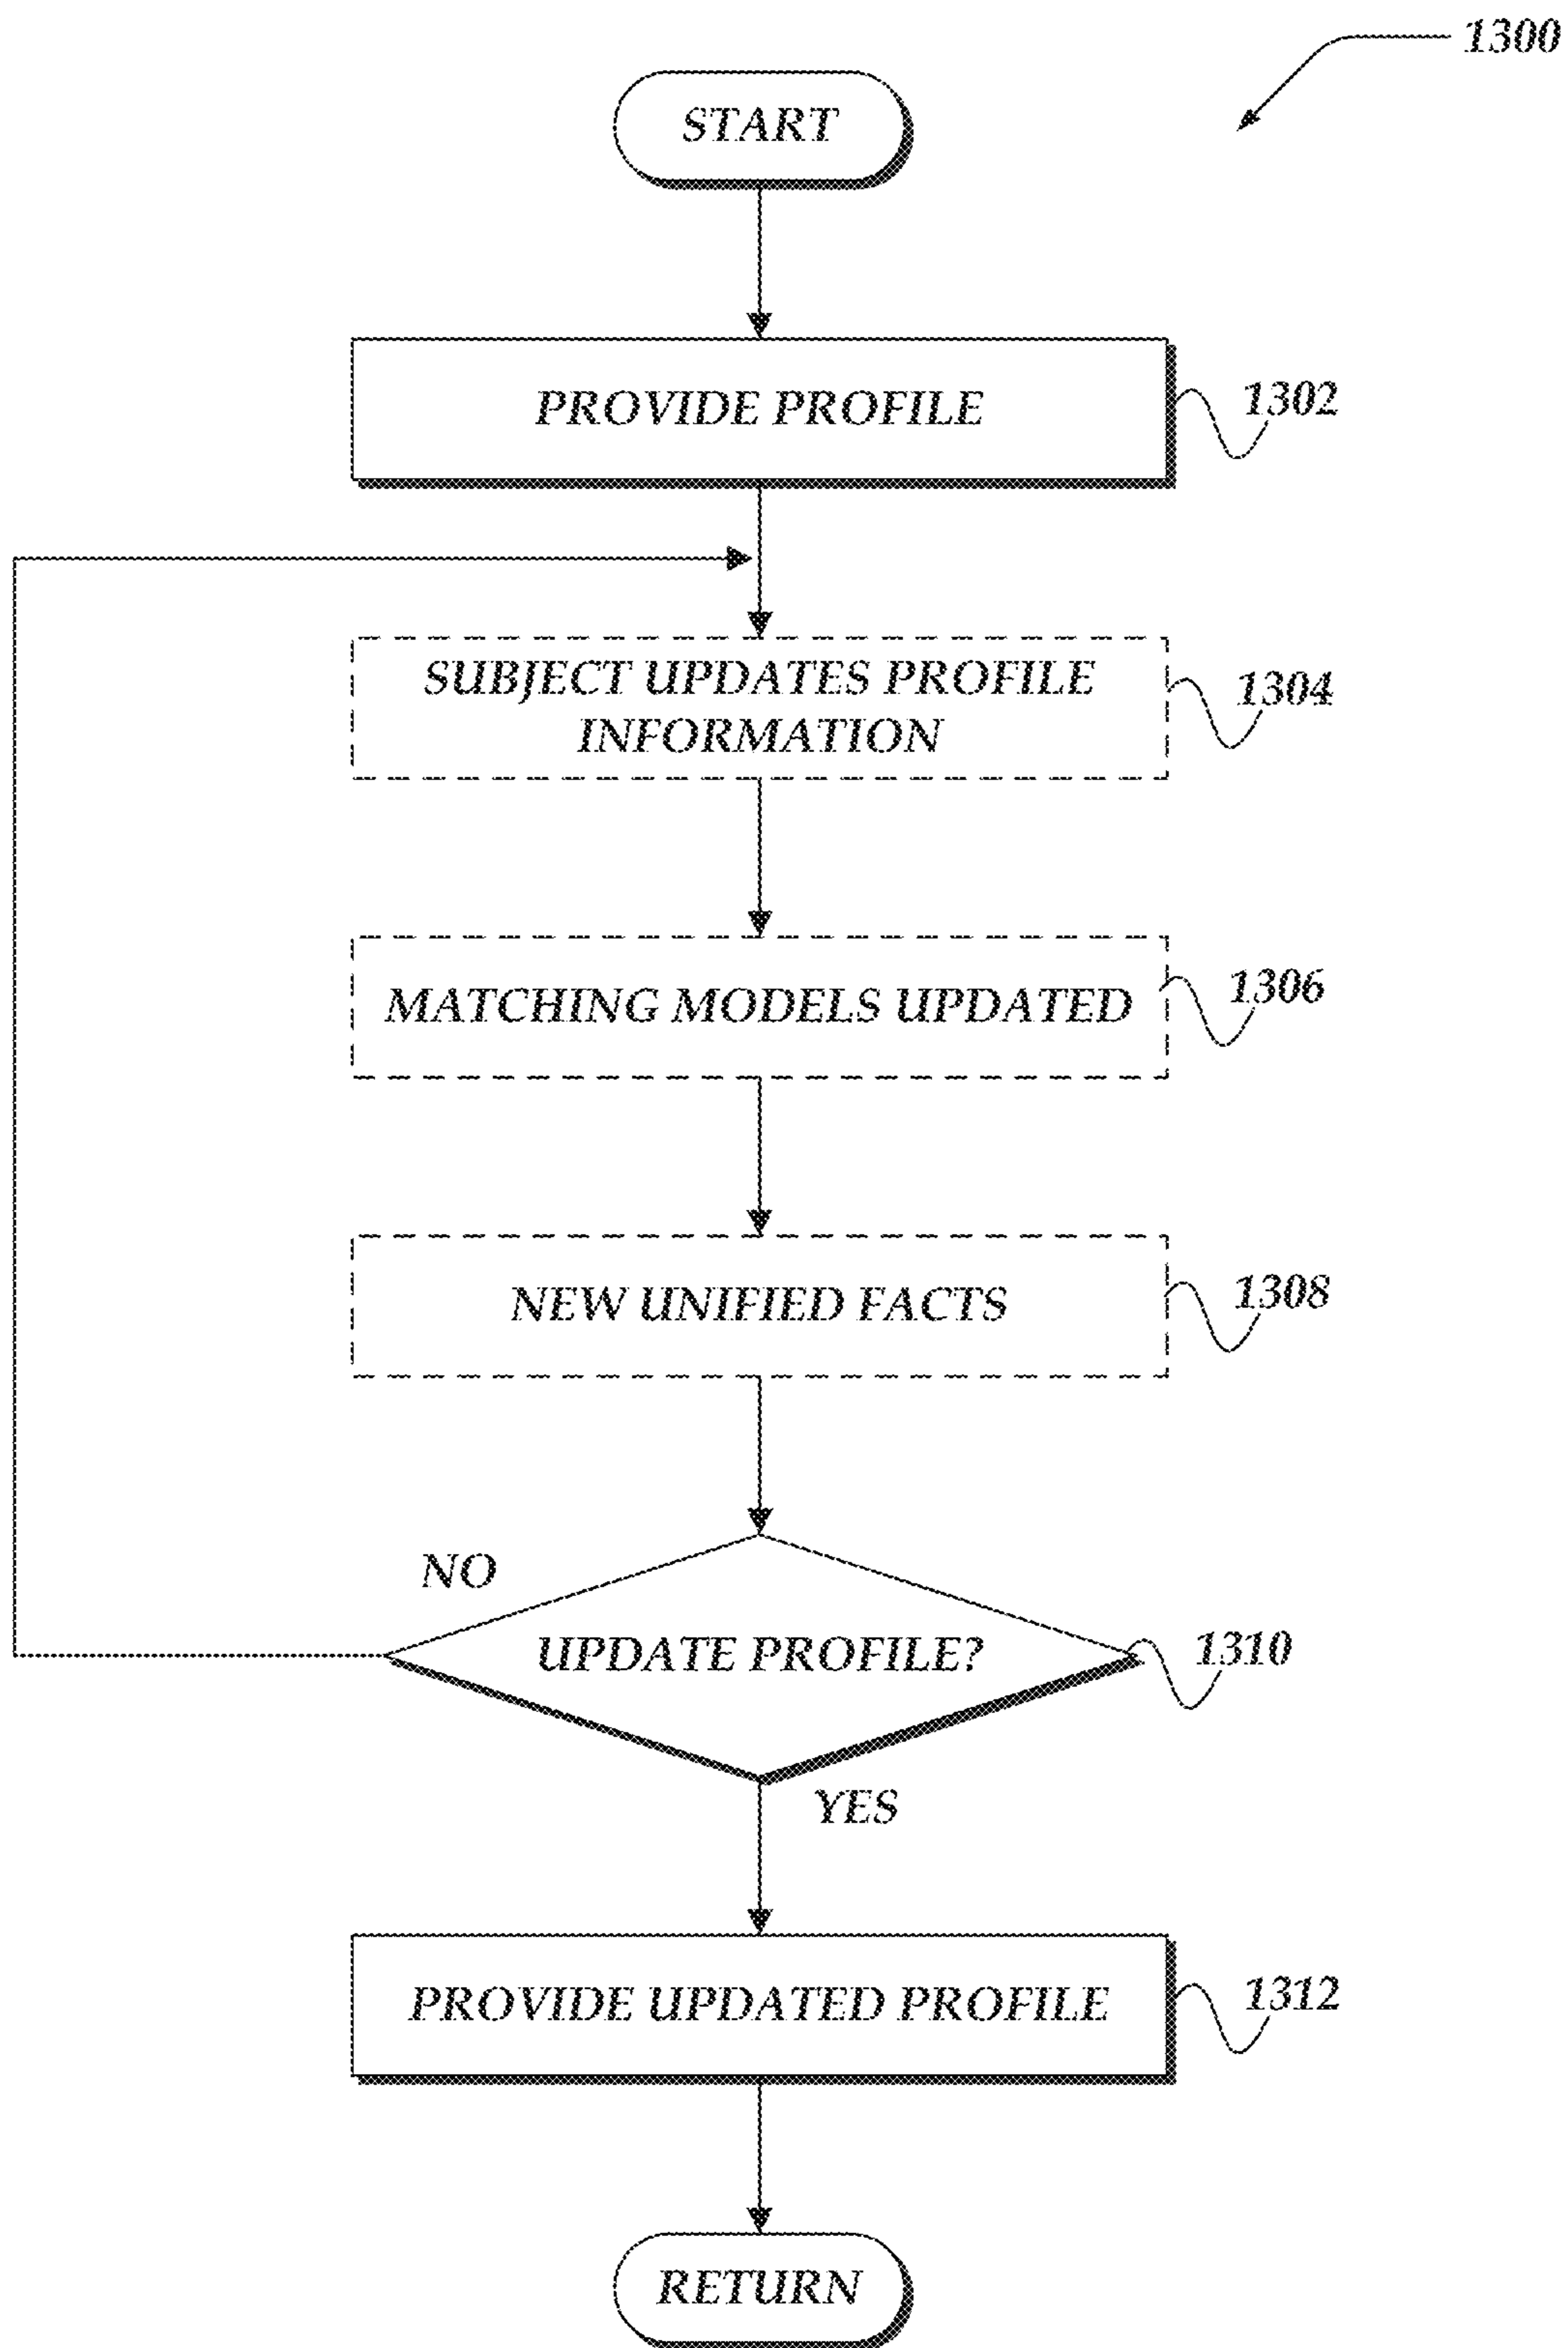 1300
START
PROVIDE PROFILE
1302
SUBJECT UPDATES PROFILE
INFORMATION
1304
MATCHING MODELS UPDATED
1306
NEW UNIFIED FACTS
1308
NO
UPDATE PROFILE?
1310
YES
PROVIDE UPDATED PROFILE
1312
RETURN